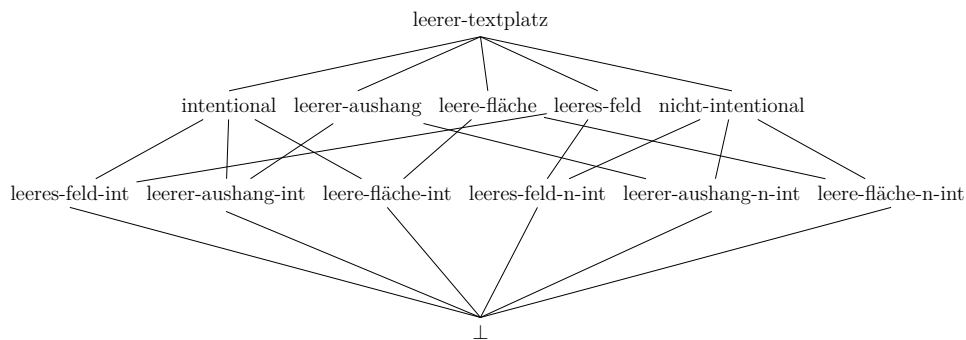 leerer-textplatz
intentional leerer-aushang leere-fläche leeres-feld nicht-intentional
leeres-feld-int leerer-aushang-int leere-fläche-int leeres-feld-n-int leerer-aushang-n-int leere-fläche-n-int
⊥